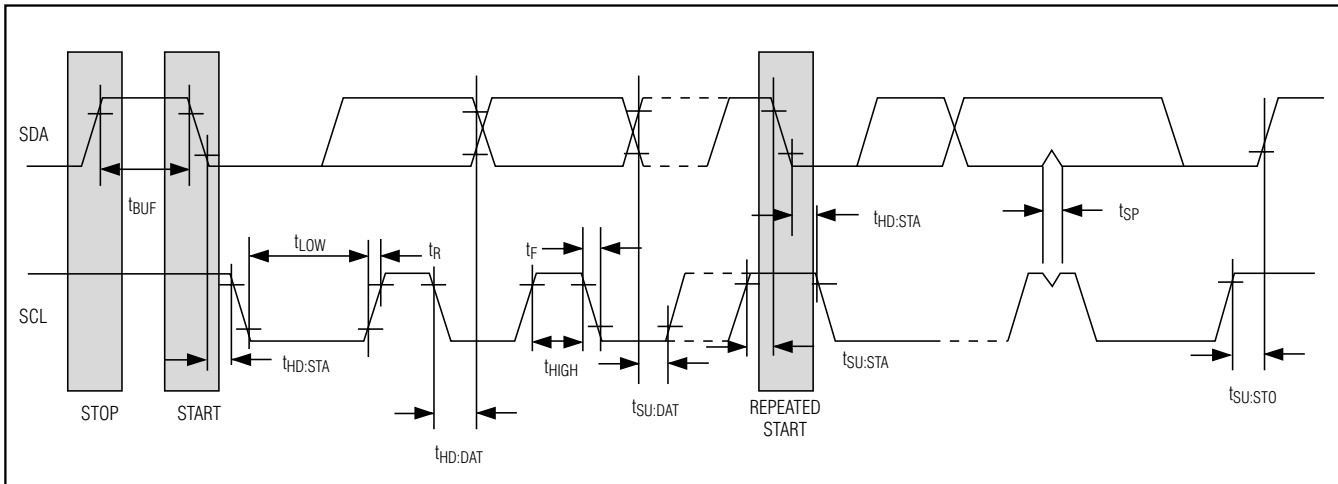 SDA
tBUF
tLOW
tR
tF
tHD:STA
tSP
SCL
tHD:STA
tHIGH
tSU:STA
tSU:DAT
tSU:STO
STOP
START
REPEATED
START
tHD:DAT